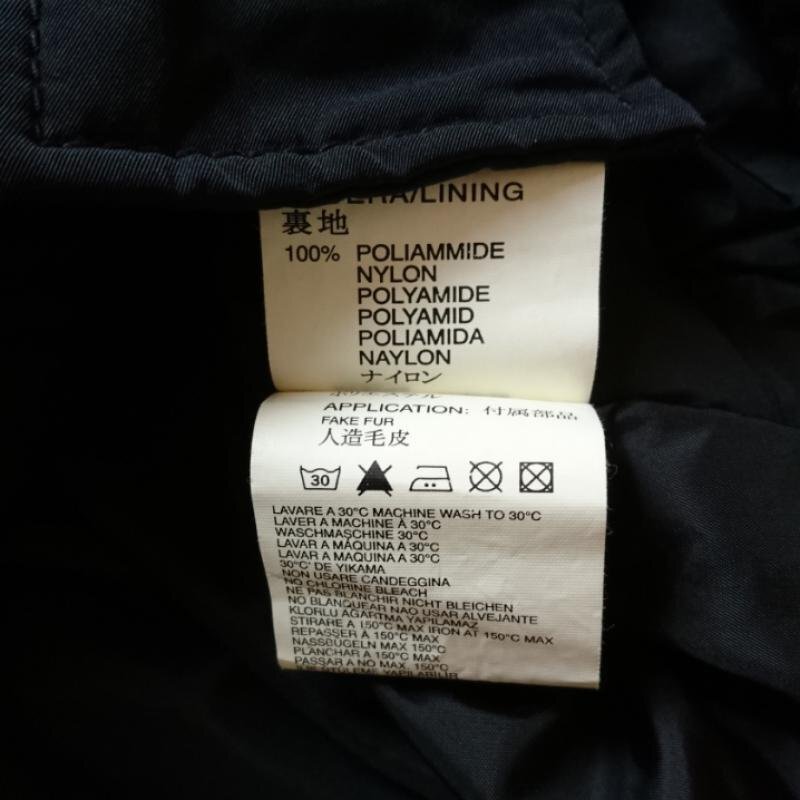 ERA/LINING
裏地
100% POLIAMMIDE
NYLON
POLYAMIDE
POLYAMID
POLIAMIDA
NAYLON
ナイロン
APPLICATION: 付属部品
FAKE FUR
人造毛皮
30
LAVARE A 30°C MACHINE WASH TO 30°C
LAVER A MACHINE À 30°C
WASCHMASCHINE 30°C
LAVAR A MÁQUINA A 30°C
LAVAR A MAQUINA A 30°C
30°C' DE YIKAMA
NON USARE CANDEGGINA
NO CHLORINE BLEACH
NE PAS BLANCHIR NICHT BLEICHEN
NO BLANQUEAR NAO USAR ALVEJANTE
KLORLU AGARTMA YAPILAMAZ
STIRARE A 150°C MAX IRON AT 150°C MAX
REPASSER A 150°C MAX
NASSBÜGELN MAX 150°C
PLANCHAR A 150°C MAX
PASSAR A NO MAX. 150°C
YAPILABİLİR